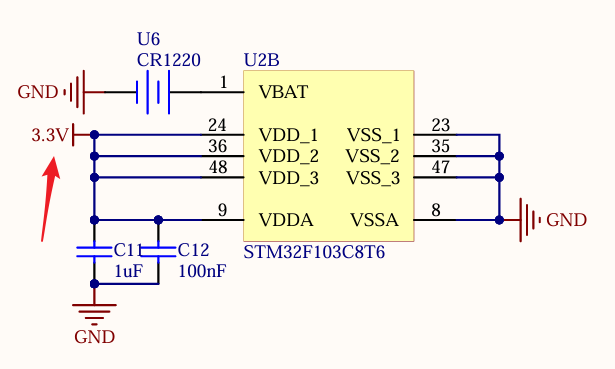 U6
CR1220
U2B
GND
1
VBAT
3.3V
24
VDD_1
VSS_1
23
36
VDD_2
VSS_2
35
48
VDD_3
VSS_3
47
9
VDDA
VSSA
8
GND
C11
1uF
C12
100nF
STM32F103C8T6
GND